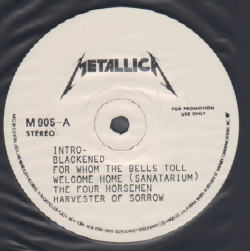 METALLICA
M 905-A
STEREO
FOR PROMOTION
USE ONLY
INTRO-
BLACKENED
FOR WHOM THE BELLS TOLL
WELCOME HOME (SANATARIUM)
THE FOUR HORSEMEN
HARVESTER OF SORROW